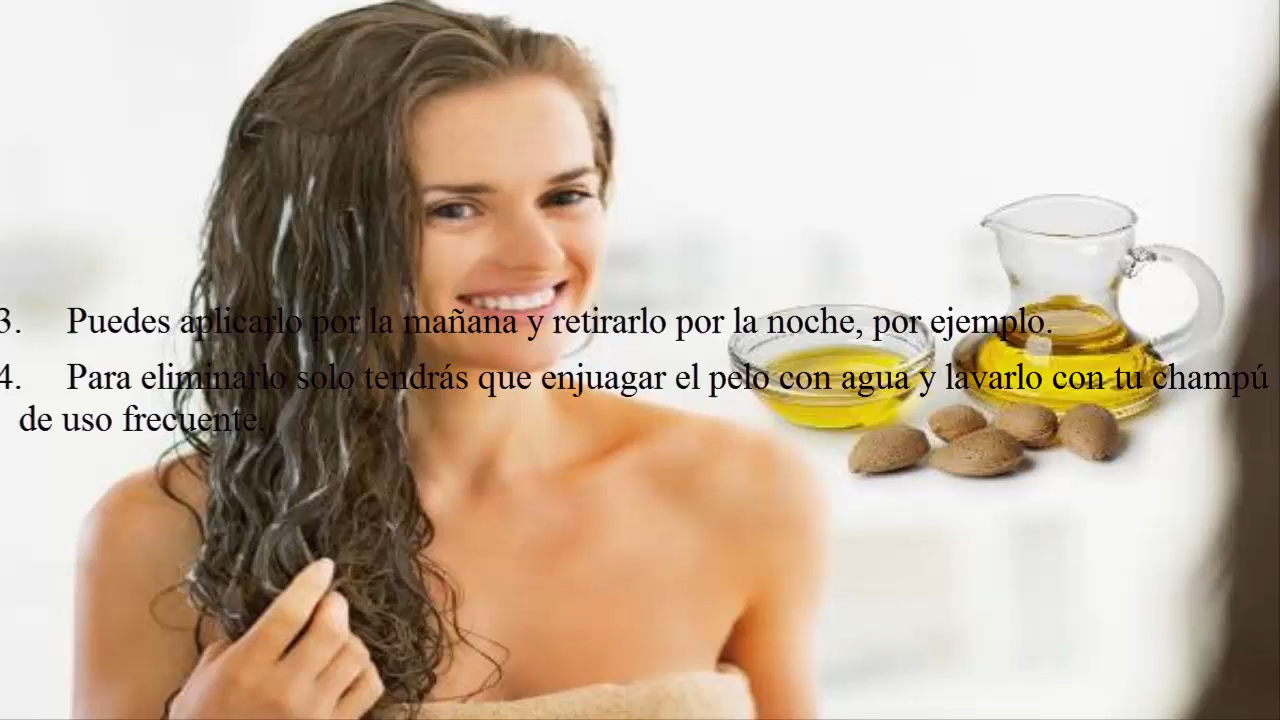 3. Puedes aplicarlo por la mañana y retirarlo por la noche, por ejemplo.
4. Para eliminarlo solo tendrás que enjuagar el pelo con agua y lavarlo con tu champú
de uso frecuente.